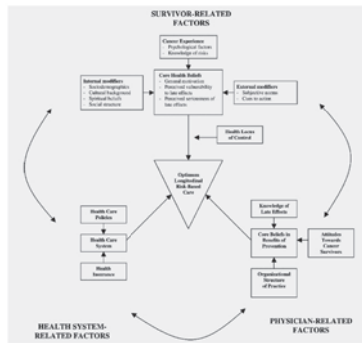 SURVIVOR-RELATED
FACTORS
Cancer Experience
- Psychological factors
- Knowledge of risks
Internal modifiers
- Sociodemographics
- Cultural background
- Spiritual beliefs
- Social structure
Core Health Beliefs
- General motivation
- Perceived vulnerability
to late effects
- Perceived seriousness of
late effects
External modifiers
- Subjective norms
- Cues to action
Health Locus
of Control
Optimum
Longitudinal
Risk-Based
Care
Health Care
Policies
Health Care
System
Health
Insurance
Knowledge of
Late Effects
Core Beliefs in
Benefits of
Prevention
Attitudes
Towards
Cancer
Survivors
Organizational
Structure
of Practice
HEALTH SYSTEM-
RELATED FACTORS
PHYSICIAN-RELATED
FACTORS